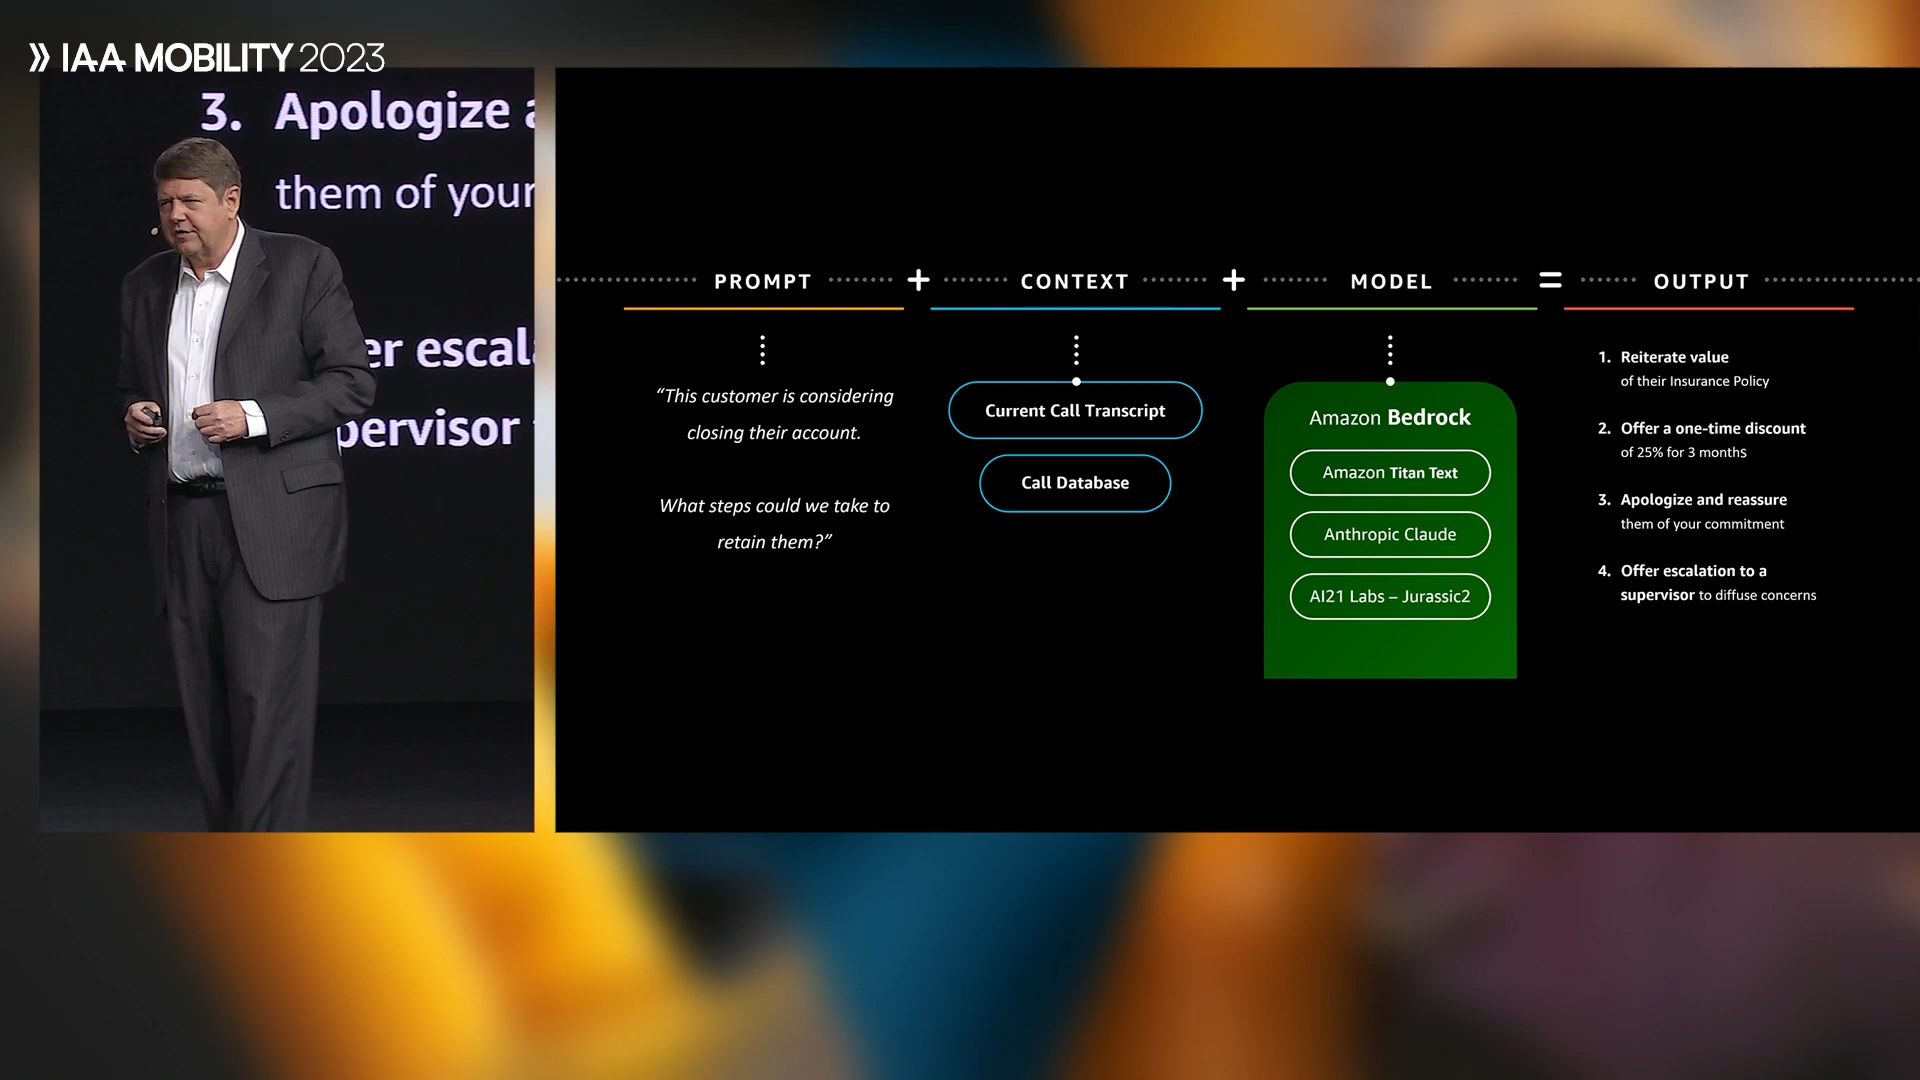 IAA MOBILITY 2023
3. Apologize a
them of your
er escal
pervisor
PROMPT + CONTEXT + MODEL = OUTPUT
“This customer is considering
closing their account.
What steps could we take to
retain them?”
Current Call Transcript
Call Database
Amazon Bedrock
Amazon Titan Text
Anthropic Claude
AI21 Labs – Jurassic2
1. Reiterate value
of their Insurance Policy
2. Offer a one-time discount
of 25% for 3 months
3. Apologize and reassure
them of your commitment
4. Offer escalation to a
supervisor to diffuse concerns